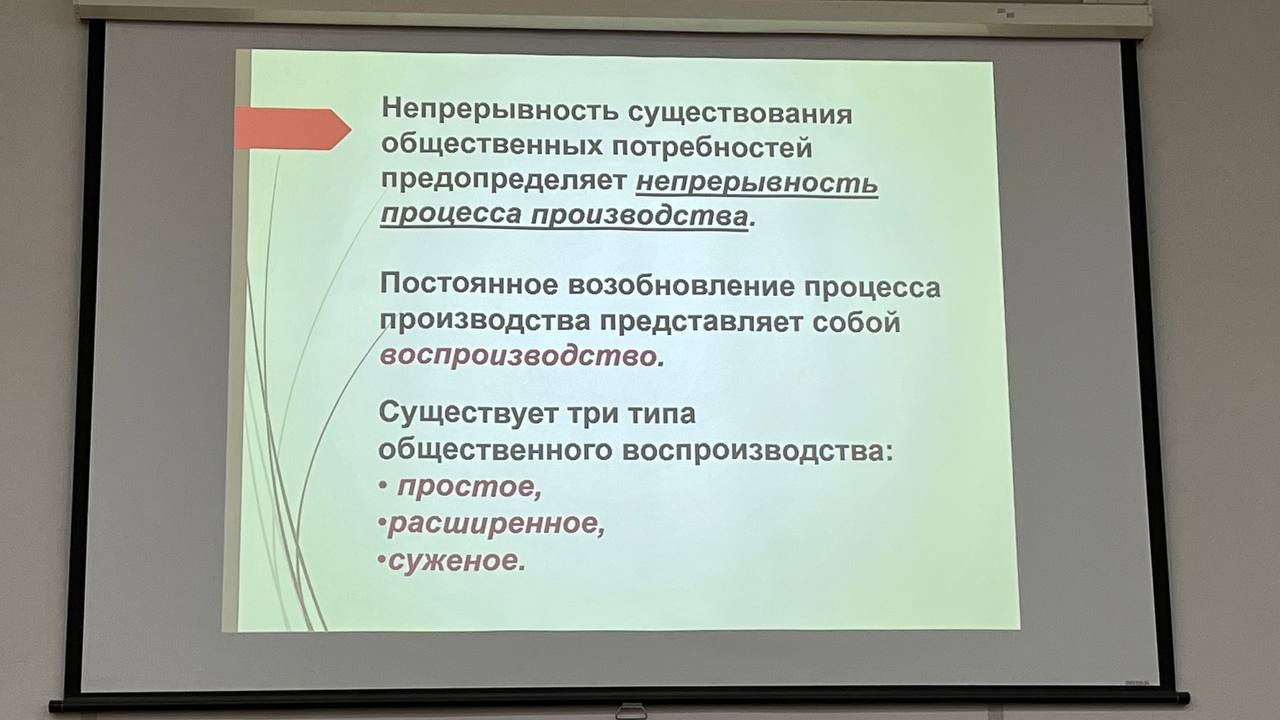 Непрерывность существования
общественных потребностей
предопределяет непрерывность
процесса производства.
Постоянное возобновление процесса
производства представляет собой
воспроизводство.
Существует три типа
общественного воспроизводства:
• простое,
•расширенное,
•суженое.